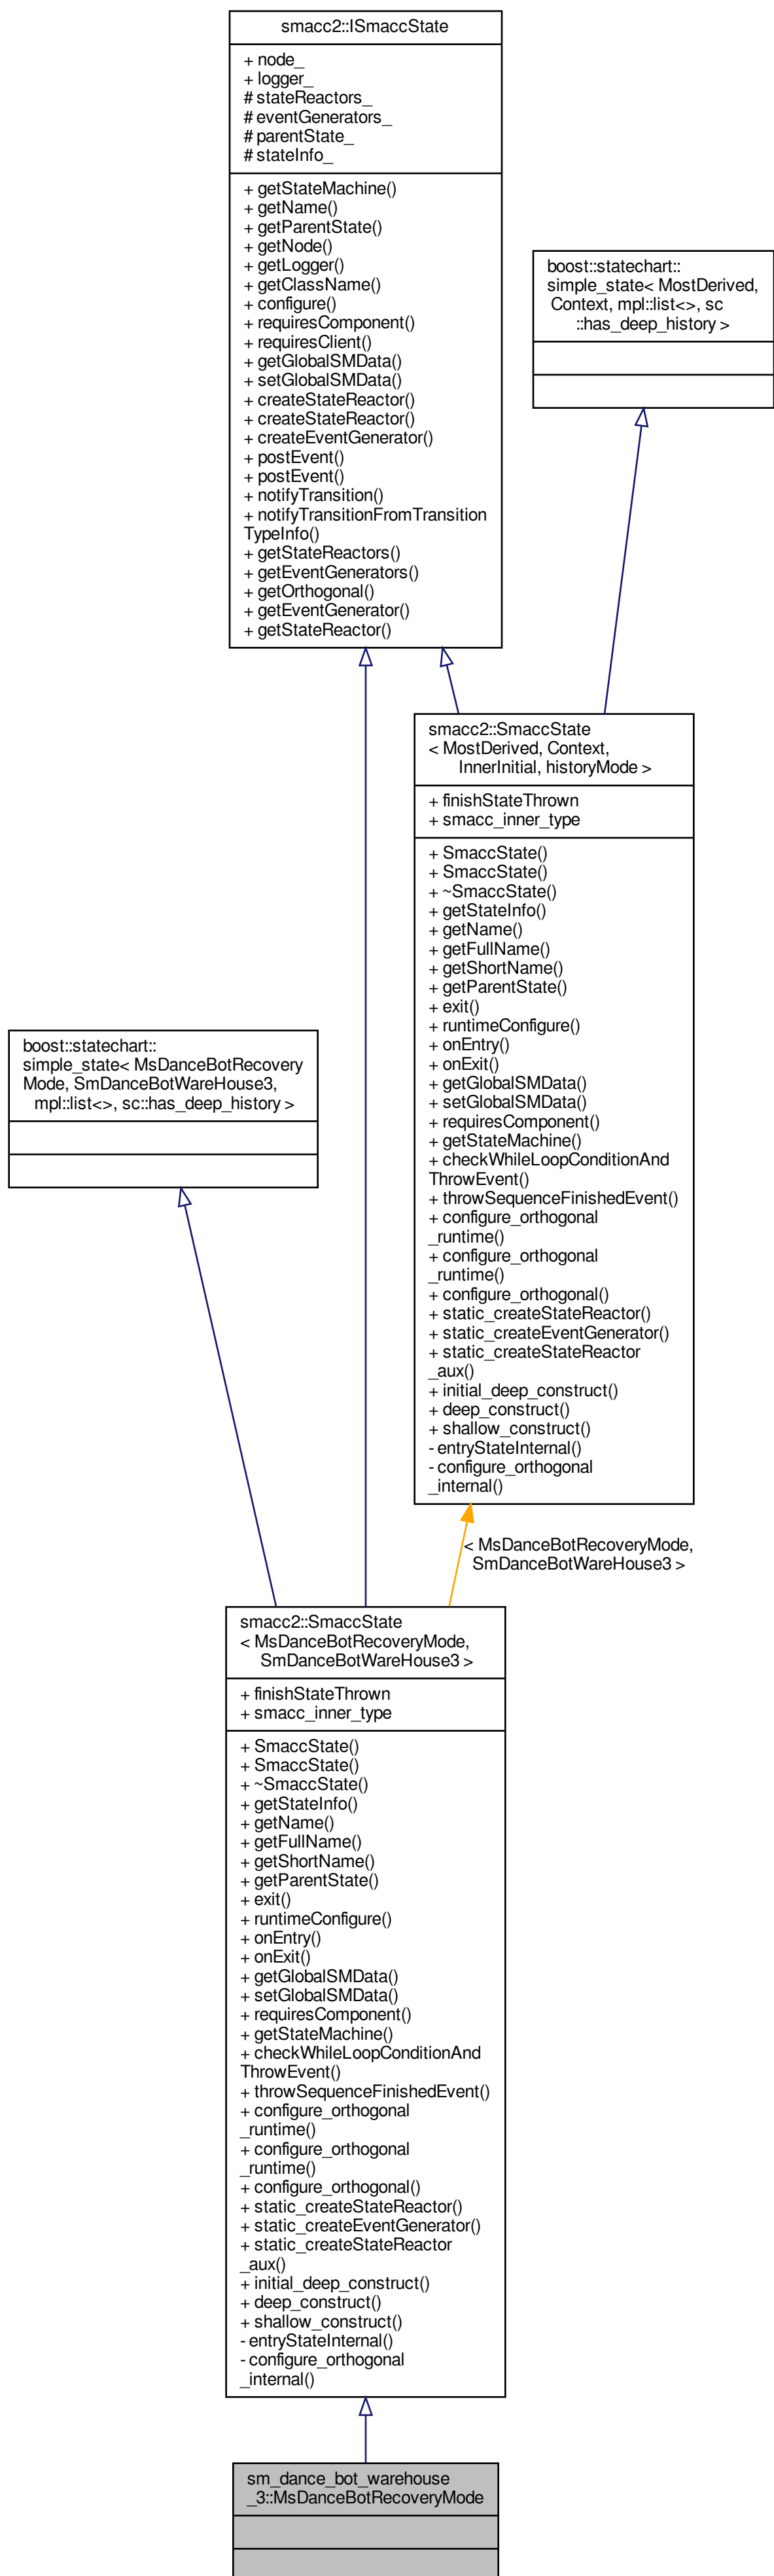 smacc2::ISmaccState
+ node_
+ logger_
# stateReactors_
# eventGenerators_
# parentState_
# stateInfo_
+ getStateMachine()
+ getName()
+ getParentState()
+ getNode()
+ getLogger()
+ getClassName()
+ configure()
+ requiresComponent()
+ requiresClient()
+ getGlobalSMData()
+ setGlobalSMData()
+ createStateReactor()
+ createStateReactor()
+ createEventGenerator()
+ postEvent()
+ postEvent()
+ notifyTransition()
+ notifyTransitionFromTransition
TypeInfo()
+ getStateReactors()
+ getEventGenerators()
+ getOrthogonal()
+ getEventGenerator()
+ getStateReactor()
boost::statechart::
simple_state< MostDerived,
Context, mpl::list<>, sc
::has_deep_history >
smacc2::SmaccState
< MostDerived, Context,
InnerInitial, historyMode >
+ finishStateThrown
+ smacc_inner_type
+ SmaccState()
+ SmaccState()
+ ~SmaccState()
+ getStateInfo()
+ getName()
+ getFullName()
+ getShortName()
+ getParentState()
+ exit()
+ runtimeConfigure()
+ onEntry()
+ onExit()
+ getGlobalSMData()
+ setGlobalSMData()
+ requiresComponent()
+ getStateMachine()
+ checkWhileLoopConditionAnd
ThrowEvent()
+ throwSequenceFinishedEvent()
+ configure_orthogonal
_runtime()
+ configure_orthogonal
_runtime()
+ configure_orthogonal()
+ static_createStateReactor()
+ static_createEventGenerator()
+ static_createStateReactor
_aux()
+ initial_deep_construct()
+ deep_construct()
+ shallow_construct()
- entryStateInternal()
- configure_orthogonal
_internal()
boost::statechart::
simple_state< MsDanceBotRecovery
Mode, SmDanceBotWareHouse3,
mpl::list<>, sc::has_deep_history >
< MsDanceBotRecoveryMode,
SmDanceBotWareHouse3 >
smacc2::SmaccState
< MsDanceBotRecoveryMode,
SmDanceBotWareHouse3 >
+ finishStateThrown
+ smacc_inner_type
+ SmaccState()
+ SmaccState()
+ ~SmaccState()
+ getStateInfo()
+ getName()
+ getFullName()
+ getShortName()
+ getParentState()
+ exit()
+ runtimeConfigure()
+ onEntry()
+ onExit()
+ getGlobalSMData()
+ setGlobalSMData()
+ requiresComponent()
+ getStateMachine()
+ checkWhileLoopConditionAnd
ThrowEvent()
+ throwSequenceFinishedEvent()
+ configure_orthogonal
_runtime()
+ configure_orthogonal
_runtime()
+ configure_orthogonal()
+ static_createStateReactor()
+ static_createEventGenerator()
+ static_createStateReactor
_aux()
+ initial_deep_construct()
+ deep_construct()
+ shallow_construct()
- entryStateInternal()
- configure_orthogonal
_internal()
sm_dance_bot_warehouse
_3::MsDanceBotRecoveryMode